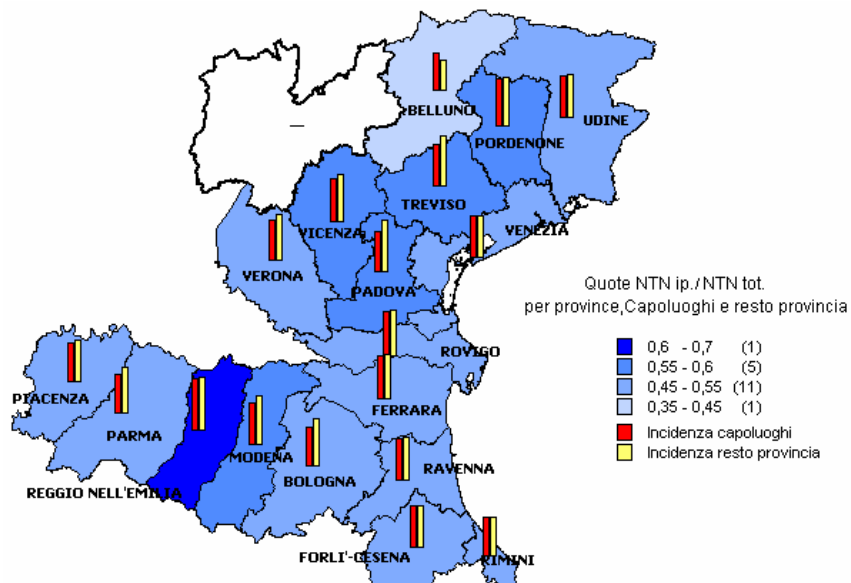 BELLUNO
UDINE
PORDENONE
TREVISO
VICENZA
VENEZIA
VERONA
PADOVA
Quote NTN ip./NTN tot.
per province,Capoluoghi e resto provincia
0,6 - 0,7 (1)
0,55 - 0,6 (5)
0,45 - 0,55 (11)
0,35 - 0,45 (1)
Incidenza capoluoghi
Incidenza resto provincia
ROVIGO
PIACENZA
FERRARA
PARMA
MODENA
BOLOGNA
RAVENNA
REGGIO NELL'EMILIA
FORLI'-CESENA
RIMINI